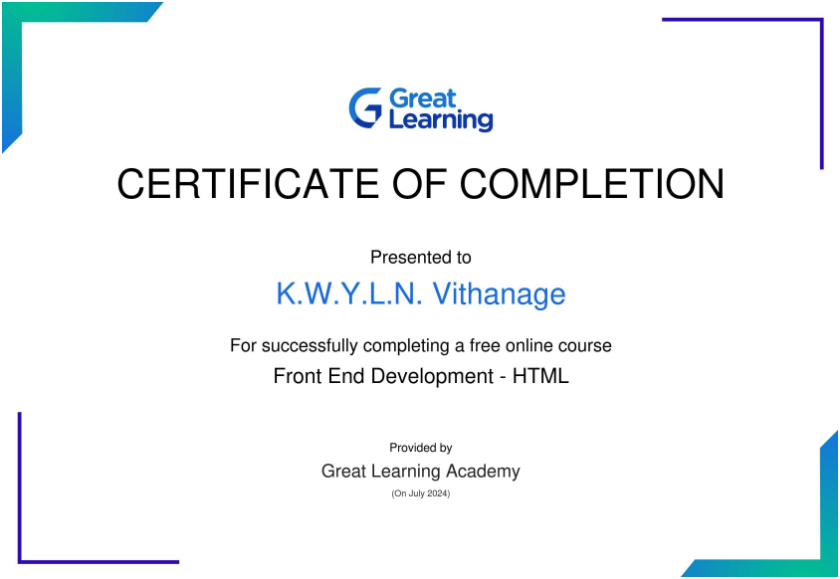 Great
Learning
CERTIFICATE OF COMPLETION
Presented to
K.W.Y.L.N. Vithanage
For successfully completing a free online course
Front End Development - HTML
Provided by
Great Learning Academy
(On July 2024)